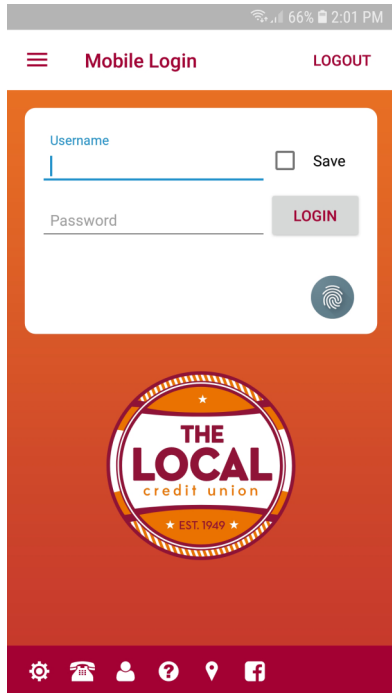 66% 2:01 PM
Mobile Login LOGOUT
Username
Save
Password LOGIN
THE
LOCAL
credit union
EST. 1949